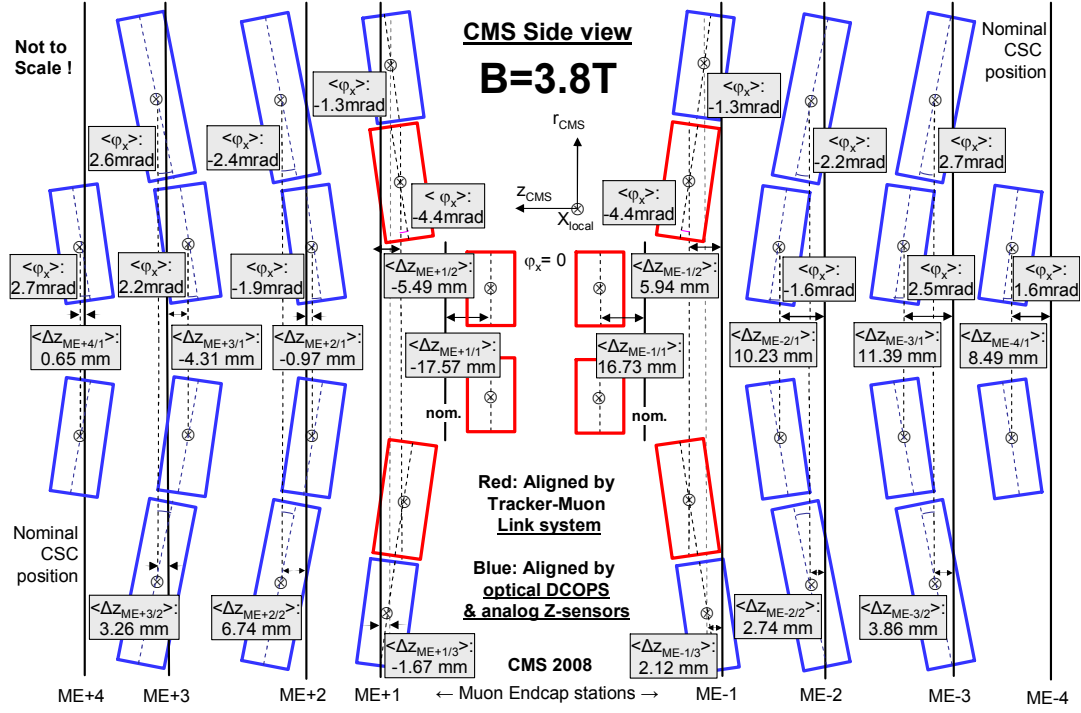 CMS Side view
B=3.8T
Not to
Scale !
Nominal
CSC
position
<φx>:
-1.3mrad
<φx>:
-1.3mrad
<φx>:
2.6mrad
<φx>:
-2.4mrad
<φx>:
-2.2mrad
<φx>:
2.7mrad
rCMS
zCMS
Xlocal
< φx>:
-4.4mrad
<φx>:
-4.4mrad
φx= 0
<φx>:
2.7mrad
<φx>:
2.2mrad
<φx>:
-1.9mrad
<φx>:
-1.6mrad
<φx>:
2.5mrad
<φx>:
1.6mrad
<ΔzME+1/2>:
-5.49 mm
<ΔzME-1/2>:
5.94 mm
<ΔzME+4/1>:
0.65 mm
<ΔzME+3/1>:
-4.31 mm
<ΔzME+2/1>:
-0.97 mm
<ΔzME+1/1>:
-17.57 mm
<ΔzME-1/1>:
16.73 mm
<ΔzME-2/1>:
10.23 mm
<ΔzME-3/1>:
11.39 mm
<ΔzME-4/1>:
8.49 mm
nom.
nom.
Red: Aligned by
Tracker-Muon
Link system
Blue: Aligned by
optical DCOPS
& analog Z-sensors
Nominal
CSC
position
<ΔzME+3/2>:
3.26 mm
<ΔzME+2/2>:
6.74 mm
<ΔzME+1/3>:
-1.67 mm
<ΔzME-1/3>:
2.12 mm
<ΔzME-2/2>:
2.74 mm
<ΔzME-3/2>:
3.86 mm
CMS 2008
ME+4
ME+3
ME+2
ME+1
← Muon Endcap stations →
ME-1
ME-2
ME-3
ME-4